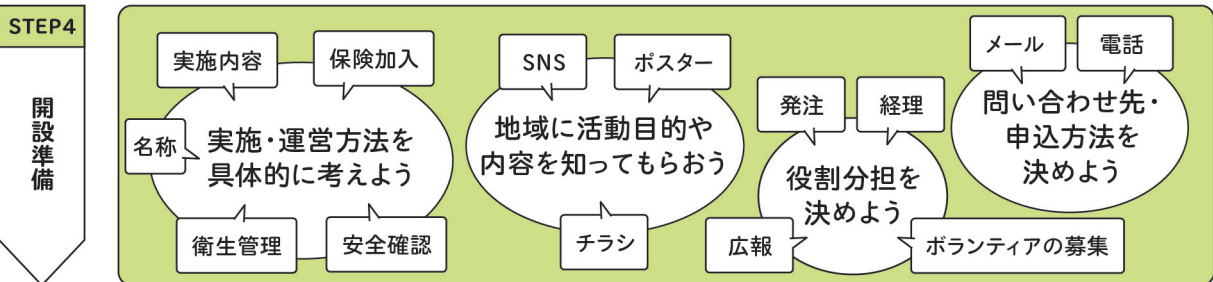 STEP4
開設準備
実施内容
保険加入
名称
実施・運営方法を
具体的に考えよう
衛生管理
安全確認
SNS
ポスター
地域に活動目的や
内容を知ってもらおう
チラシ
発注
経理
役割分担を
決めよう
広報
ボランティアの募集
メール
電話
問い合わせ先・
申込方法を
決めよう